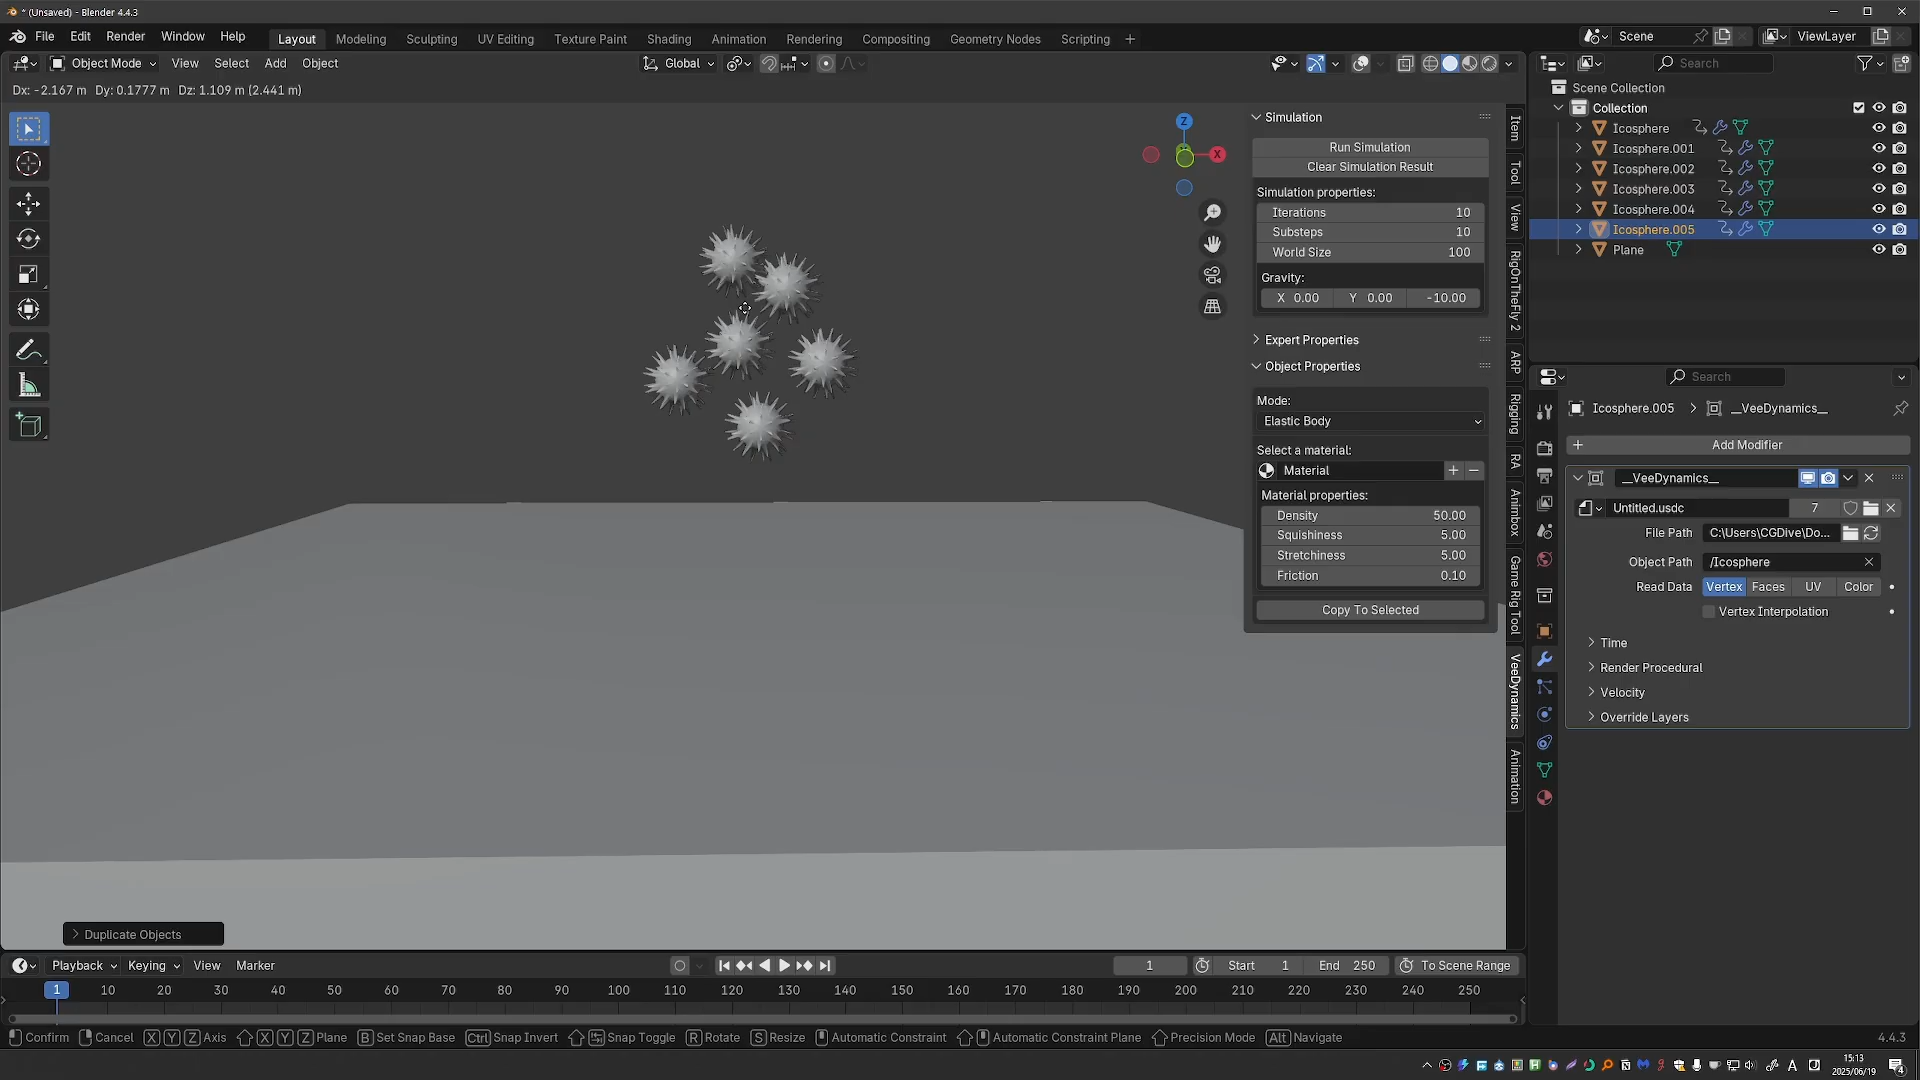 * (Unsaved) - Blender 4.4.3
File Edit Render Window Help
Layout Modeling Sculpting UV Editing Texture Paint Shading Animation Rendering Compositing Geometry Nodes Scripting +
Scene
ViewLayer
Object Mode View Select Add Object
Global
Search
Dx: -2.167 m Dy: 0.1777 m Dz: 1.109 m (2.441 m)
Scene Collection
Collection
Icosphere
Icosphere.001
Icosphere.002
Icosphere.003
Icosphere.004
Icosphere.005
Plane
Z
X
Simulation
Run Simulation
Clear Simulation Result
Simulation properties:
Iterations 10
Substeps 10
World Size 100
Gravity:
X 0.00 Y 0.00 -10.00
Expert Properties
Object Properties
Mode:
Elastic Body
Select a material:
Material
Material properties:
Density 50.00
Squishiness 5.00
Stretchiness 5.00
Friction 0.10
Copy To Selected
Item
Tool
View
RigOnTheFly 2
ARP
Rigging
RA
Animbox
Game Rig Tool
VeeDynamics
Animation
Search
Icosphere.005 > __VeeDynamics__
+ Add Modifier
__VeeDynamics__
Untitled.usdc 7
File Path C:\Users\CGDive\Do...
Object Path /Icosphere
Read Data Vertex Faces UV Color
Vertex Interpolation
Time
Render Procedural
Velocity
Override Layers
Duplicate Objects
Playback Keying View Marker
1 Start 1 End 250 To Scene Range
1 10 20 30 40 50 60 70 80 90 100 110 120 130 140 150 160 170 180 190 200 210 220 230 240 250
Confirm Cancel X Y Z Axis X Y Z Plane B Set Snap Base Ctrl Snap Invert Snap Toggle R Rotate S Resize Automatic Constraint Automatic Constraint Plane Precision Mode Alt Navigate
4.4.3
15:13
2025/06/19